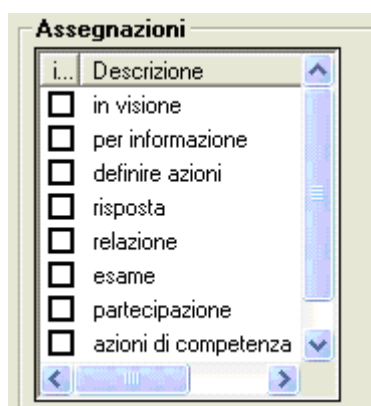 Assegnazioni
i... Descrizione
in visione
per informazione
definire azioni
risposta
relazione
esame
partecipazione
azioni di competenza